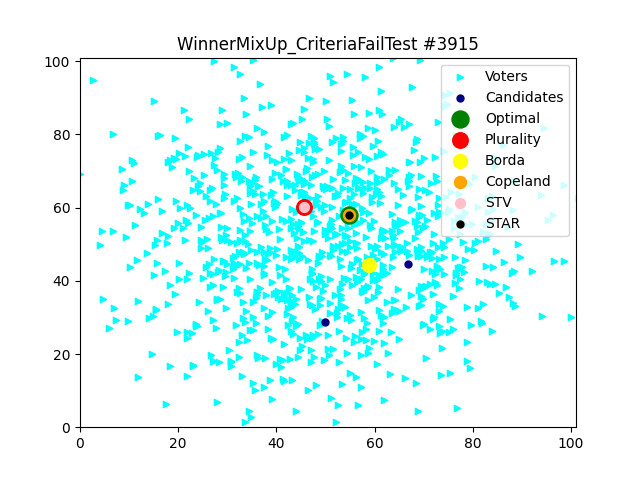 WinnerMixUp_CriteriaFailTest #3915
100
80
60
40
20
0
0
20
40
60
80
100
Voters
Candidates
Optimal
Plurality
Borda
Copeland
STV
STAR